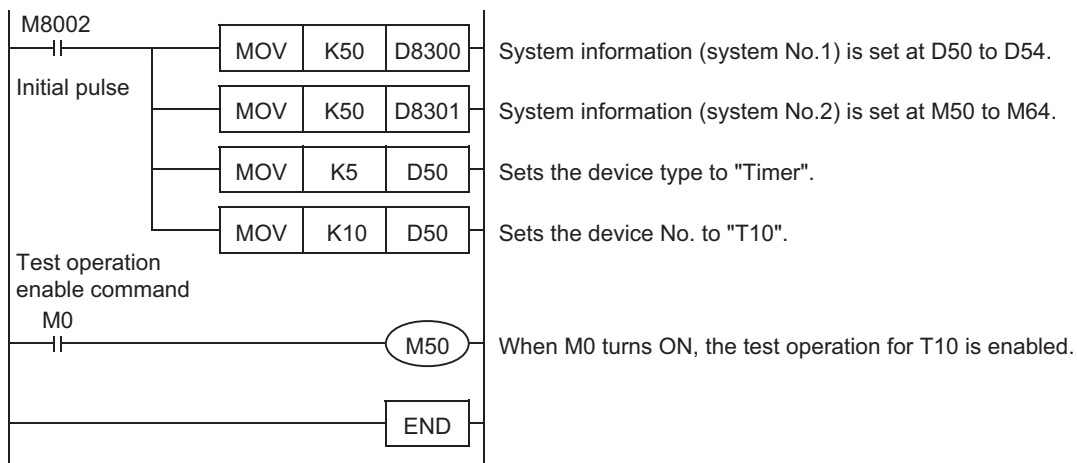 M8002
MOV K50 D8300 System information (system No.1) is set at D50 to D54.
Initial pulse
MOV K50 D8301 System information (system No.2) is set at M50 to M64.
MOV K5 D50 Sets the device type to "Timer".
MOV K10 D50 Sets the device No. to "T10".
Test operation
enable command
M0
M50 When M0 turns ON, the test operation for T10 is enabled.
END